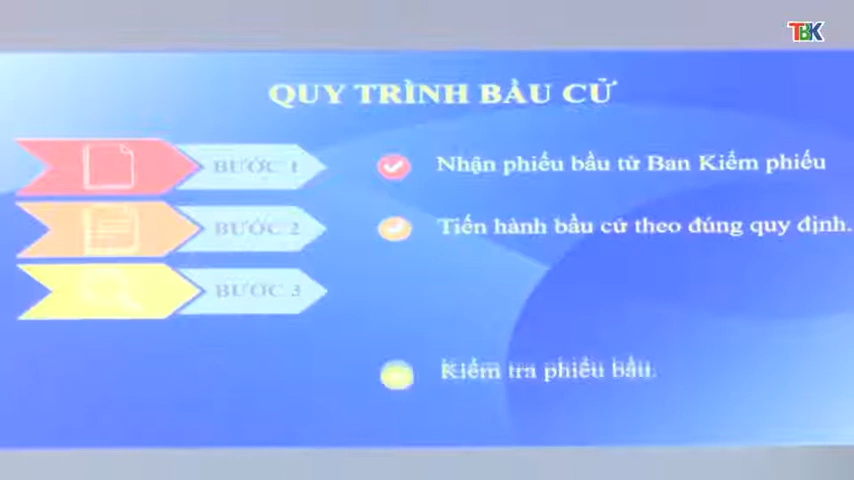 TBK
QUY TRÌNH BẦU CỬ
BƯỚC 1
Nhận phiếu bầu từ Ban Kiểm phiếu
BƯỚC 2
Tiến hành bầu cử theo đúng quy định.
BƯỚC 3
Kiểm tra phiếu bầu.